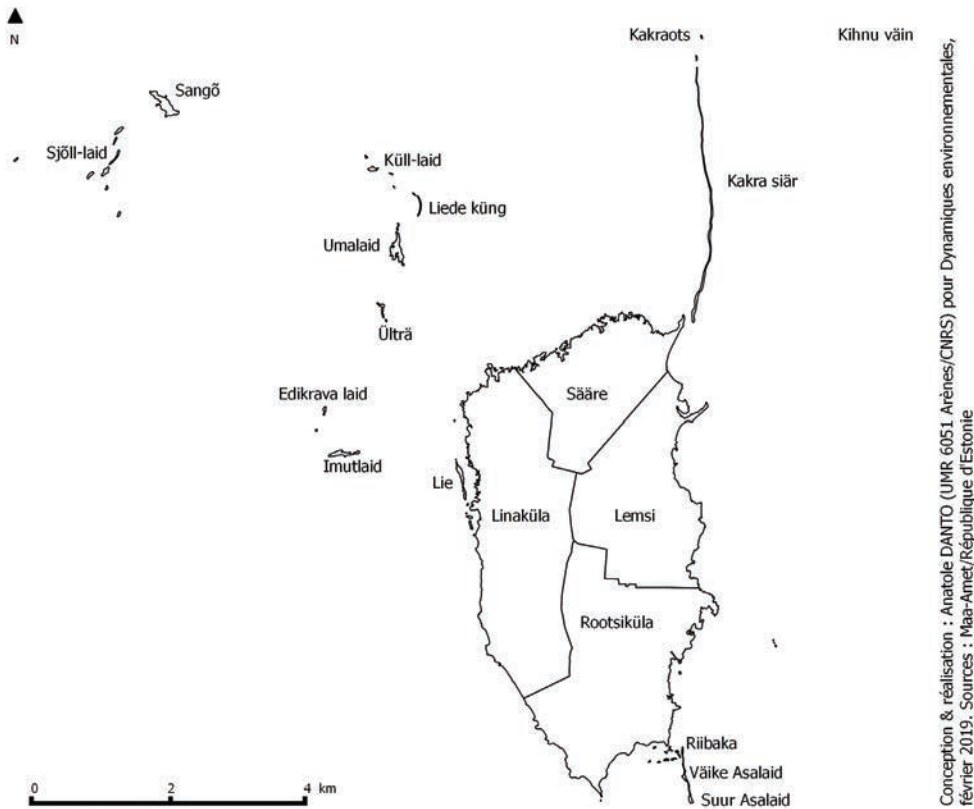 N
Kakraots
Kihnu väin
Sangõ
Sjõll-laid
Küll-laid
Kakra siär
Liede küng
Umalaid
Ülträ
Sääre
Edikrava laid
Imutlaid
Lie
Linaküla
Lemsi
Rootsiküla
Riibaka
Väike Asalaid
Suur Asalaid
0 2 4 km
Conception & réalisation : Anatole DANTO (UMR 6051 Arènes/CNRS) pour Dynamiques environnementales,
février 2019. Sources : Maa-Amet/République d'Estonie